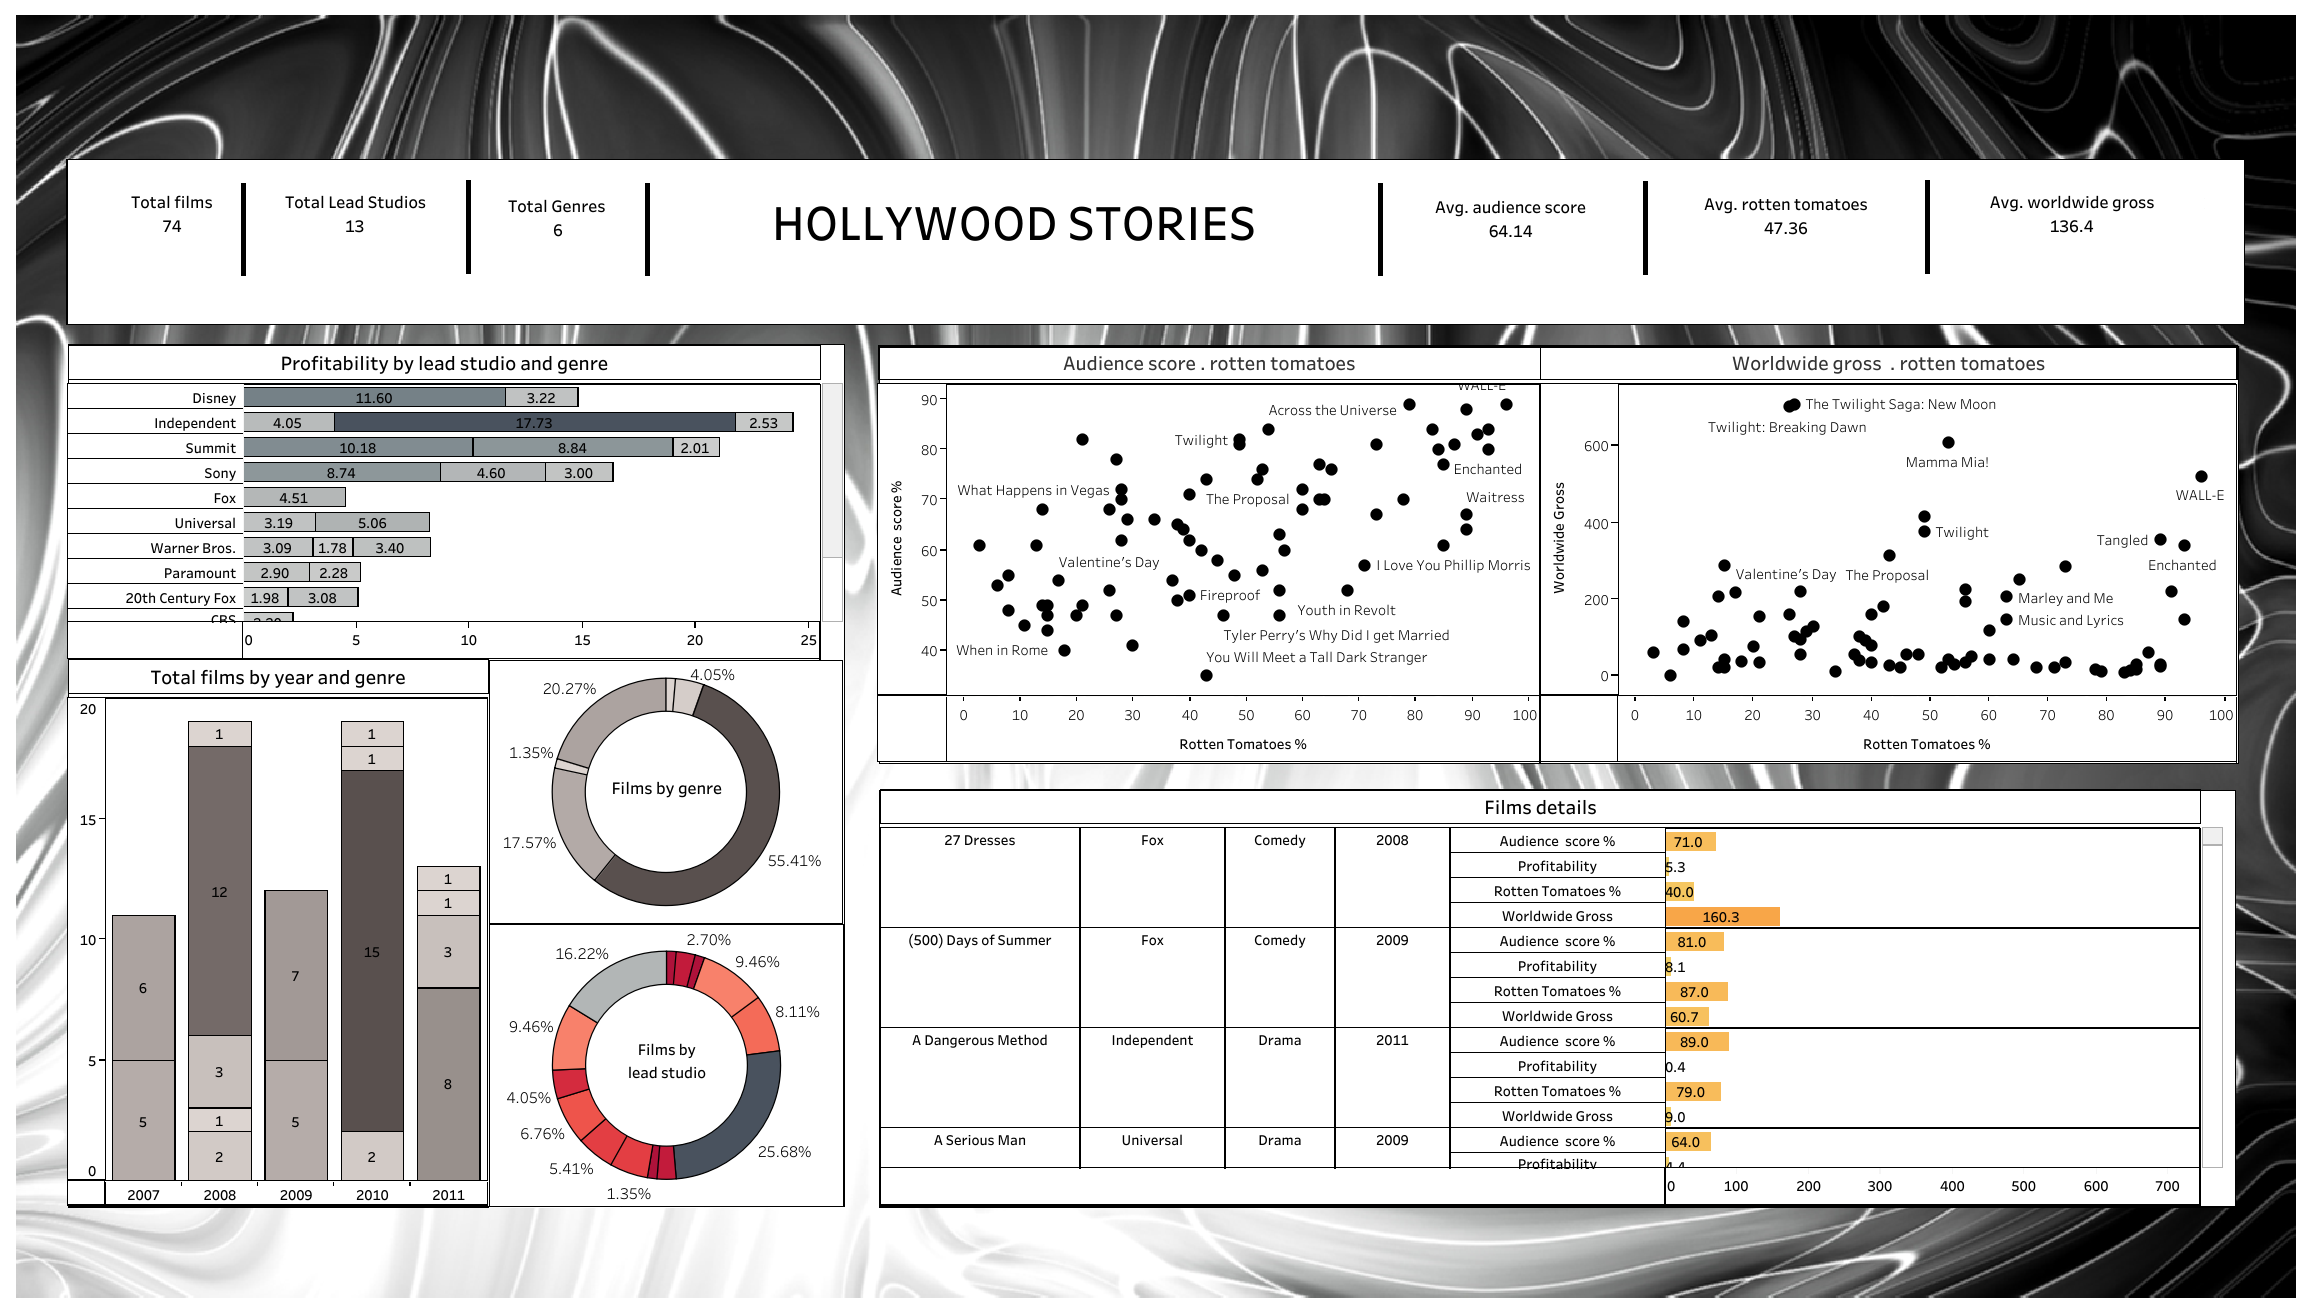 Total films
74
Total Lead Studios
13
Total Genres
6
HOLLYWOOD STORIES
Avg. audience score
64.14
Avg. rotten tomatoes
47.36
Avg. worldwide gross
136.4
Profitability by lead studio and genre
Disney 11.60 3.22
Independent 4.05 17.73 2.53
Summit 10.18 8.84 2.01
Sony 8.74 4.60 3.00
Fox 4.51
Universal 3.19 5.06
Warner Bros. 3.09 1.78 3.40
Paramount 2.90 2.28
20th Century Fox 1.98 3.08
CBS
0 5 10 15 20 25
Total films by year and genre
20
15
10
5
0
6
5
1
12
3
1
2
7
5
1
1
15
2
1
1
3
8
2007 2008 2009 2010 2011
4.05%
20.27%
1.35%
17.57%
55.41%
Films by genre
2.70%
16.22%
9.46%
8.11%
9.46%
4.05%
6.76%
5.41%
1.35%
25.68%
Films by
lead studio
Audience score . rotten tomatoes
Audience score %
90
80
70
60
50
40
WALL-E
Across the Universe
Twilight
Enchanted
What Happens in Vegas
The Proposal
Waitress
Valentine's Day
I Love You Phillip Morris
Fireproof
Youth in Revolt
Tyler Perry's Why Did I get Married
When in Rome
You Will Meet a Tall Dark Stranger
0 10 20 30 40 50 60 70 80 90 100
Rotten Tomatoes %
Worldwide gross . rotten tomatoes
Worldwide Gross
600
400
200
0
The Twilight Saga: New Moon
Twilight: Breaking Dawn
Mamma Mia!
WALL-E
Twilight
Tangled
Enchanted
Valentine's Day
The Proposal
Marley and Me
Music and Lyrics
0 10 20 30 40 50 60 70 80 90 100
Rotten Tomatoes %
Films details
27 Dresses Fox Comedy 2008 Audience score % 71.0
Profitability 5.3
Rotten Tomatoes % 40.0
Worldwide Gross 160.3
(500) Days of Summer Fox Comedy 2009 Audience score % 81.0
Profitability 8.1
Rotten Tomatoes % 87.0
Worldwide Gross 60.7
A Dangerous Method Independent Drama 2011 Audience score % 89.0
Profitability 0.4
Rotten Tomatoes % 79.0
Worldwide Gross 9.0
A Serious Man Universal Drama 2009 Audience score % 64.0
Profitability 4.4
0 100 200 300 400 500 600 700